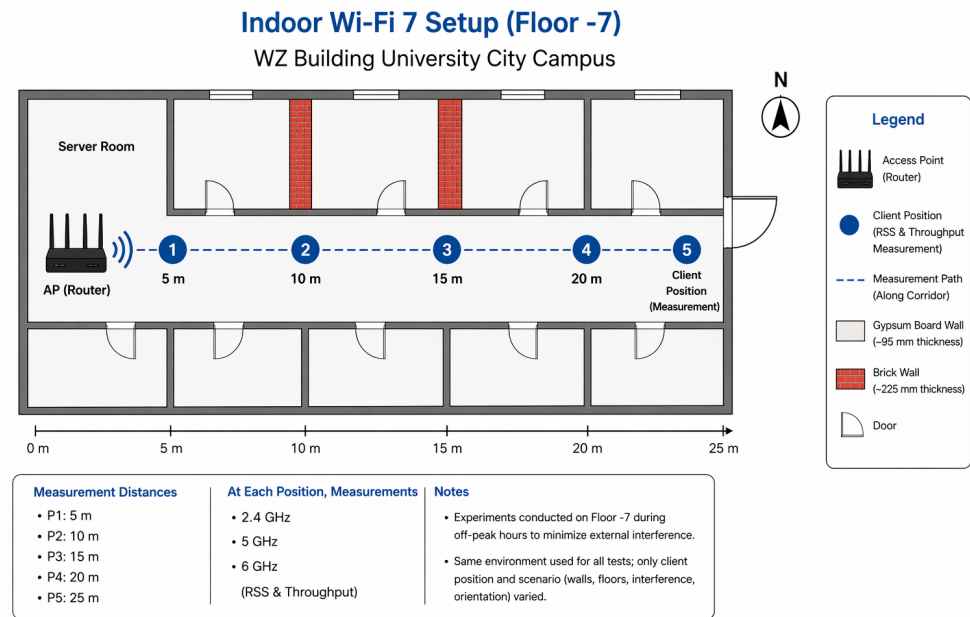 Indoor Wi-Fi 7 Setup (Floor -7)
WZ Building University City Campus
N
Server Room
AP (Router)
1
2
3
4
5
5 m
10 m
15 m
20 m
Client
Position
(Measurement)
0 m
5 m
10 m
15 m
20 m
25 m
Legend
Access Point
(Router)
Client Position
(RSS & Throughput
Measurement)
Measurement Path
(Along Corridor)
Gypsum Board Wall
(~95 mm thickness)
Brick Wall
(~225 mm thickness)
Door
Measurement Distances
• P1: 5 m
• P2: 10 m
• P3: 15 m
• P4: 20 m
• P5: 25 m
At Each Position, Measurements
• 2.4 GHz
• 5 GHz
• 6 GHz
(RSS & Throughput)
Notes
• Experiments conducted on Floor -7 during
off-peak hours to minimize external interference.
• Same environment used for all tests; only client
position and scenario (walls, floors, interference,
orientation) varied.